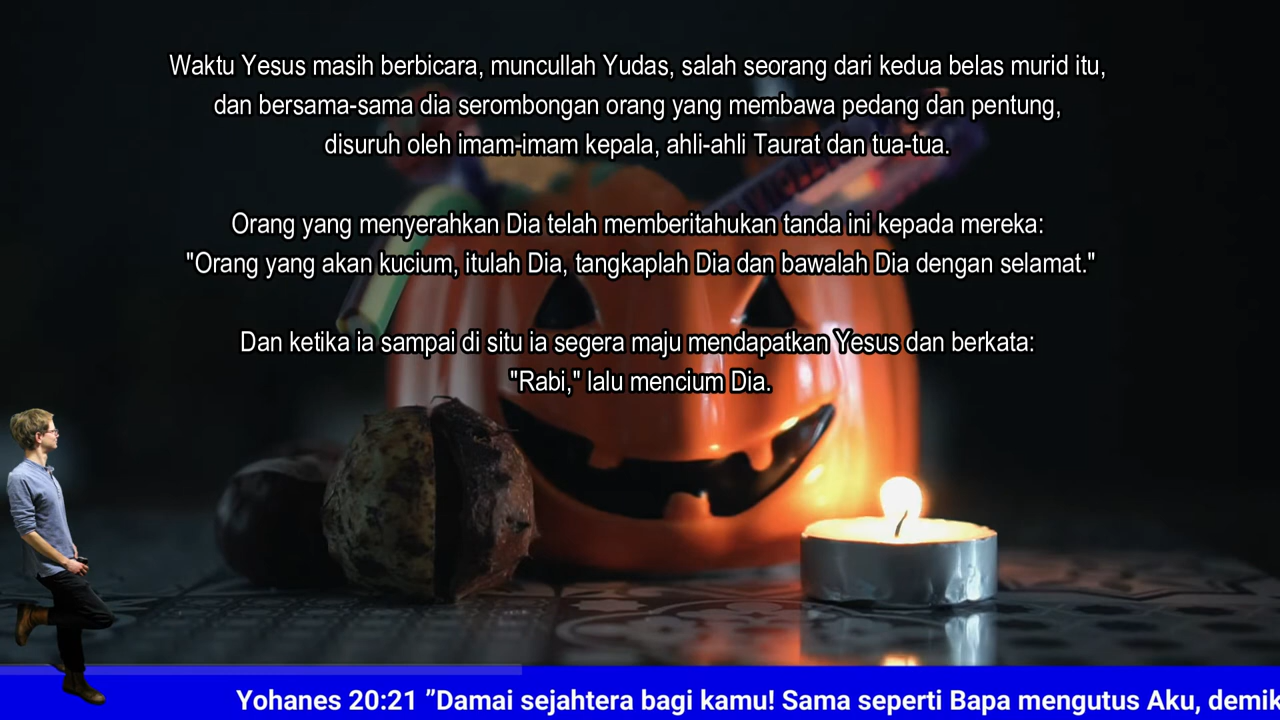 Waktu Yesus masih berbicara, muncullah Yudas, salah seorang dari kedua belas murid itu,
dan bersama-sama dia serombongan orang yang membawa pedang dan pentung,
disuruh oleh imam-imam kepala, ahli-ahli Taurat dan tua-tua.
Orang yang menyerahkan Dia telah memberitahukan tanda ini kepada mereka:
"Orang yang akan kucium, itulah Dia, tangkaplah Dia dan bawalah Dia dengan selamat."
Dan ketika ia sampai di situ ia segera maju mendapatkan Yesus dan berkata:
"Rabi," lalu mencium Dia.
Yohanes 20:21 ”Damai sejahtera bagi kamu! Sama seperti Bapa mengutus Aku, demik